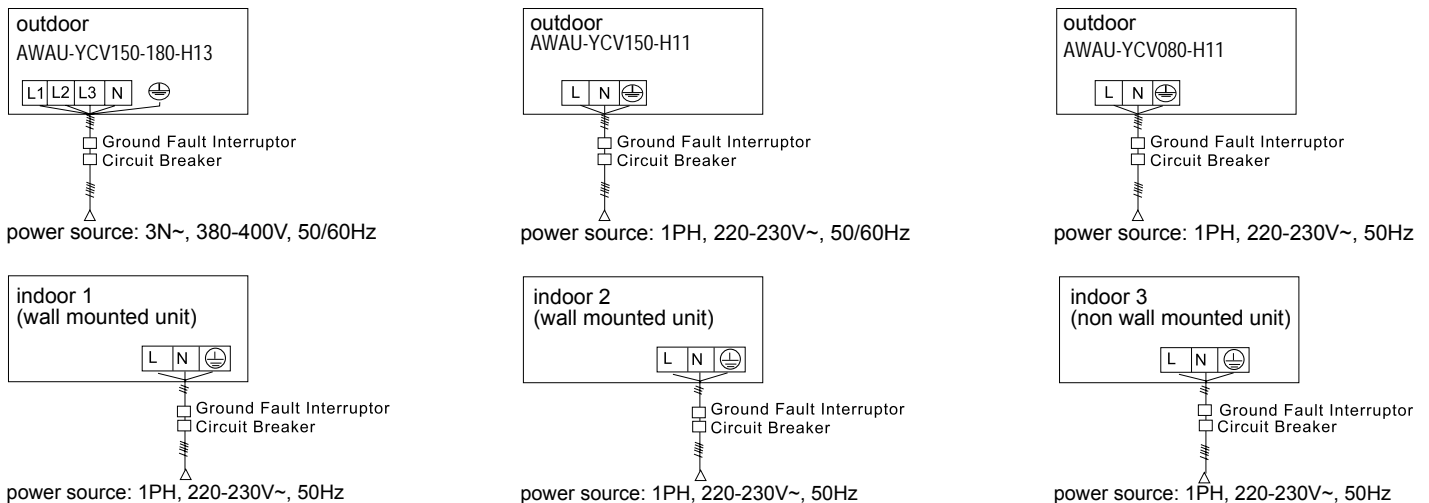 outdoor
AWAU-YCV150-180-H13
L1 L2 L3 N
Ground Fault Interruptor
Circuit Breaker
power source: 3N~, 380-400V, 50/60Hz
outdoor
AWAU-YCV150-H11
L N
Ground Fault Interruptor
Circuit Breaker
power source: 1PH, 220-230V~, 50/60Hz
outdoor
AWAU-YCV080-H11
L N
Ground Fault Interruptor
Circuit Breaker
power source: 1PH, 220-230V~, 50Hz
indoor 1
(wall mounted unit)
L N
Ground Fault Interruptor
Circuit Breaker
power source: 1PH, 220-230V~, 50Hz
indoor 2
(wall mounted unit)
L N
Ground Fault Interruptor
Circuit Breaker
power source: 1PH, 220-230V~, 50Hz
indoor 3
(non wall mounted unit)
L N
Ground Fault Interruptor
Circuit Breaker
power source: 1PH, 220-230V~, 50Hz